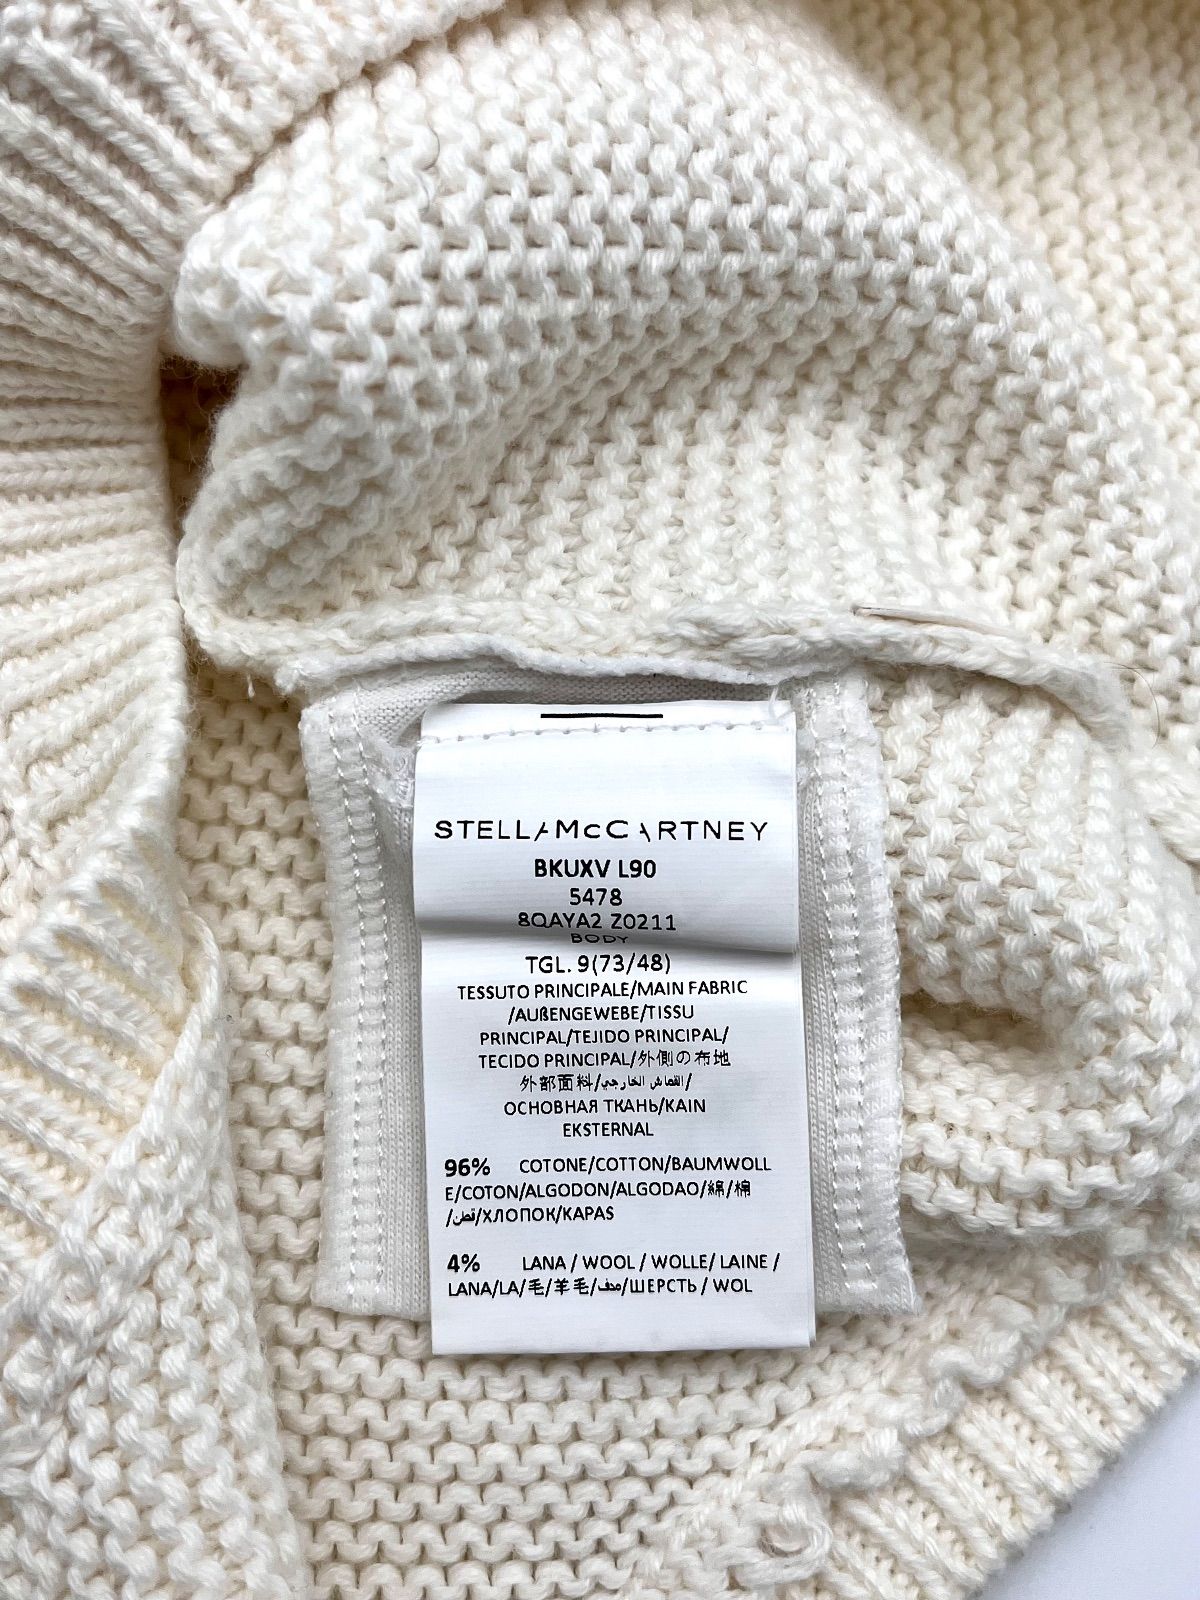 STELLA McCARTNEY
BKUXV L90
5478
8QAYA2 Z0211
BODY
TGL. 9(73/48)
TESSUTO PRINCIPALE/MAIN FABRIC
/AUßENGEWEBE/TISSU
PRINCIPAL/TEJIDO PRINCIPAL/
TECIDO PRINCIPAL/外側の布地
外部面料/القماش الخارجي/
ОСНОВНАЯ ТКАНЬ/KAIN
EKSTERNAL
96% COTONE/COTTON/BAUMWOLL
E/COTON/ALGODON/ALGODAO/綿/棉
/قطن/ХЛОПОК/KAPAS
4% LANA / WOOL / WOLLE/ LAINE /
LANA/LA/毛/羊毛/صوف/ШЕРСТЬ / WOL